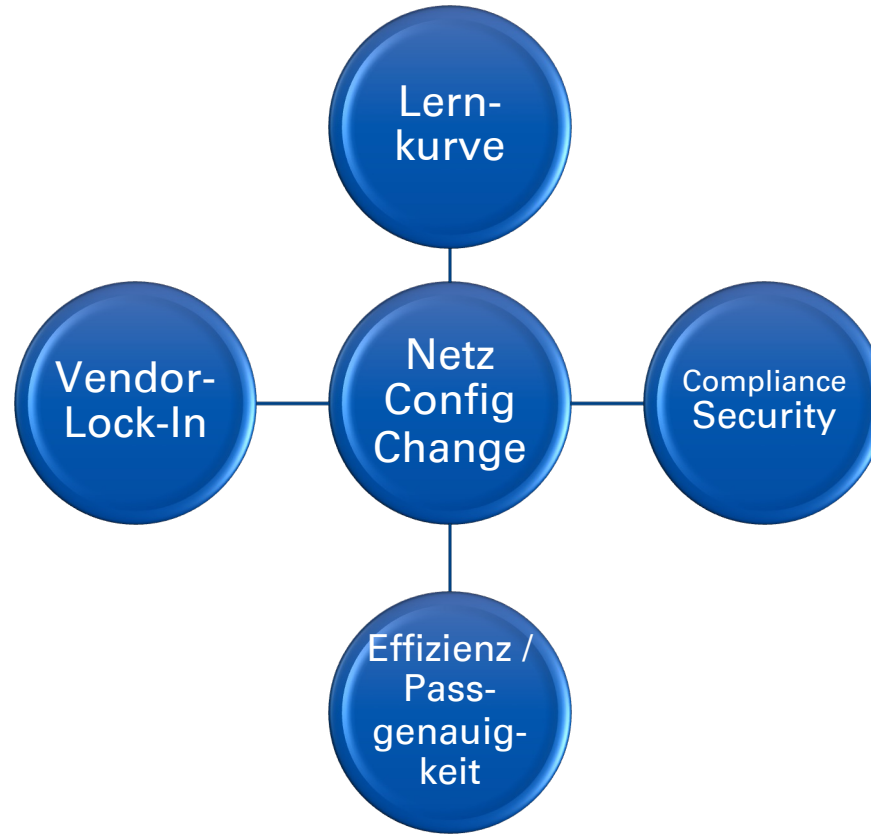 Lern-
kurve
Vendor-
Lock-In
Netz
Config
Change
Compliance
Security
Effizienz /
Pass-
genauig-
keit